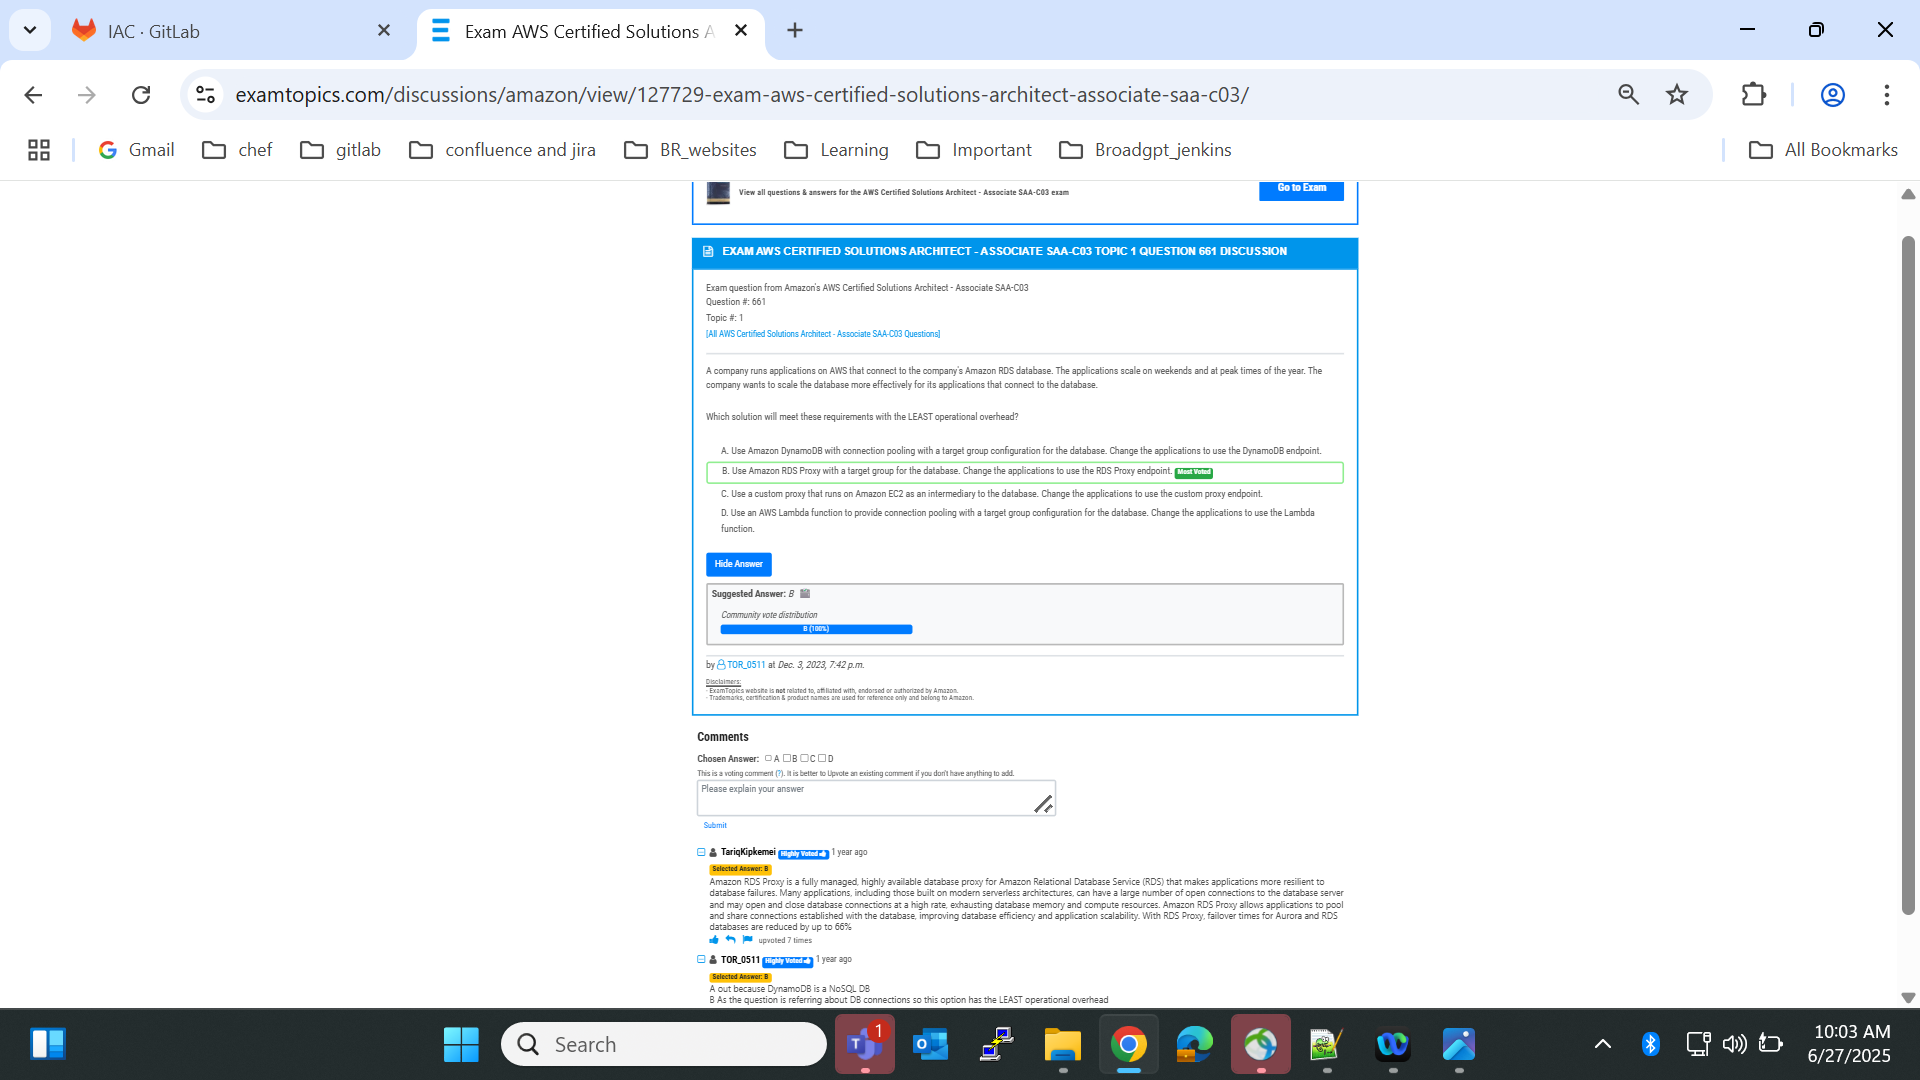 IAC · GitLab
Exam AWS Certified Solutions A
examtopics.com/discussions/amazon/view/127729-exam-aws-certified-solutions-architect-associate-saa-c03/
Gmail
chef
gitlab
confluence and jira
BR_websites
Learning
Important
Broadgpt_jenkins
All Bookmarks
View all questions & answers for the AWS Certified Solutions Architect - Associate SAA-C03 exam
Go to Exam
EXAM AWS CERTIFIED SOLUTIONS ARCHITECT - ASSOCIATE SAA-C03 TOPIC 1 QUESTION 661 DISCUSSION
Exam question from Amazon's AWS Certified Solutions Architect - Associate SAA-C03
Question #: 661
Topic #: 1
[All AWS Certified Solutions Architect - Associate SAA-C03 Questions]
A company runs applications on AWS that connect to the company's Amazon RDS database. The applications scale on weekends and at peak times of the year. The
company wants to scale the database more effectively for its applications that connect to the database.
Which solution will meet these requirements with the LEAST operational overhead?
A. Use Amazon DynamoDB with connection pooling with a target group configuration for the database. Change the applications to use the DynamoDB endpoint.
B. Use Amazon RDS Proxy with a target group for the database. Change the applications to use the RDS Proxy endpoint. Most Voted
C. Use a custom proxy that runs on Amazon EC2 as an intermediary to the database. Change the applications to use the custom proxy endpoint.
D. Use an AWS Lambda function to provide connection pooling with a target group configuration for the database. Change the applications to use the Lambda
function.
Hide Answer
Suggested Answer: B
Community vote distribution
B (100%)
by TOR_0511 at Dec. 3, 2023, 7:42 p.m.
Disclaimers:
- ExamTopics website is not related to, affiliated with, endorsed or authorized by Amazon.
- Trademarks, certification & product names are used for reference only and belong to Amazon.
Comments
Chosen Answer: A B C D
This is a voting comment (?). It is better to Upvote an existing comment if you don't have anything to add.
Please explain your answer
Submit
TariqKipkemei Highly Voted 1 year ago
Selected Answer: B
Amazon RDS Proxy is a fully managed, highly available database proxy for Amazon Relational Database Service (RDS) that makes applications more resilient to
database failures. Many applications, including those built on modern serverless architectures, can have a large number of open connections to the database server
and may open and close database connections at a high rate, exhausting database memory and compute resources. Amazon RDS Proxy allows applications to pool
and share connections established with the database, improving database efficiency and application scalability. With RDS Proxy, failover times for Aurora and RDS
databases are reduced by up to 66%
upvoted 7 times
TOR_0511 Highly Voted 1 year ago
Selected Answer: B
A out because DynamoDB is a NoSQL DB
B As the question is referring about DB connections so this option has the LEAST operational overhead
Search
1
10:03 AM
6/27/2025